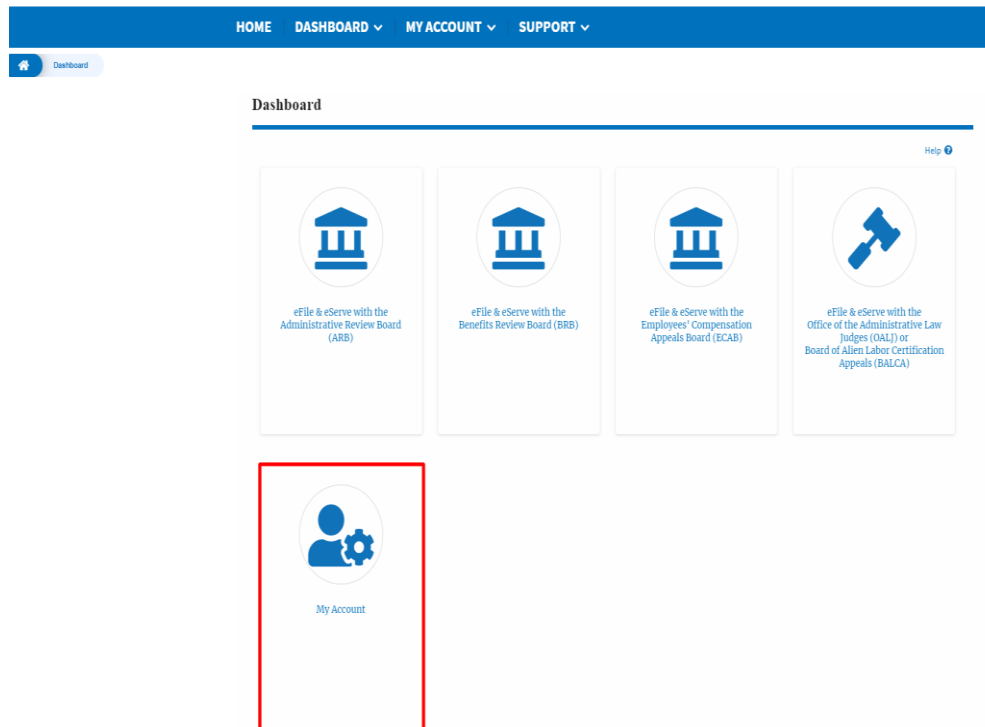 HOME DASHBOARD MY ACCOUNT SUPPORT
Dashboard
Dashboard
Help
eFile & eServe with the
Administrative Review Board
(ARB)
eFile & eServe with the
Benefits Review Board (BRB)
eFile & eServe with the
Employees' Compensation
Appeals Board (ECAB)
eFile & eServe with the
Office of the Administrative Law
Judges (OALJ) or
Board of Alien Labor Certification
Appeals (BALCA)
My Account